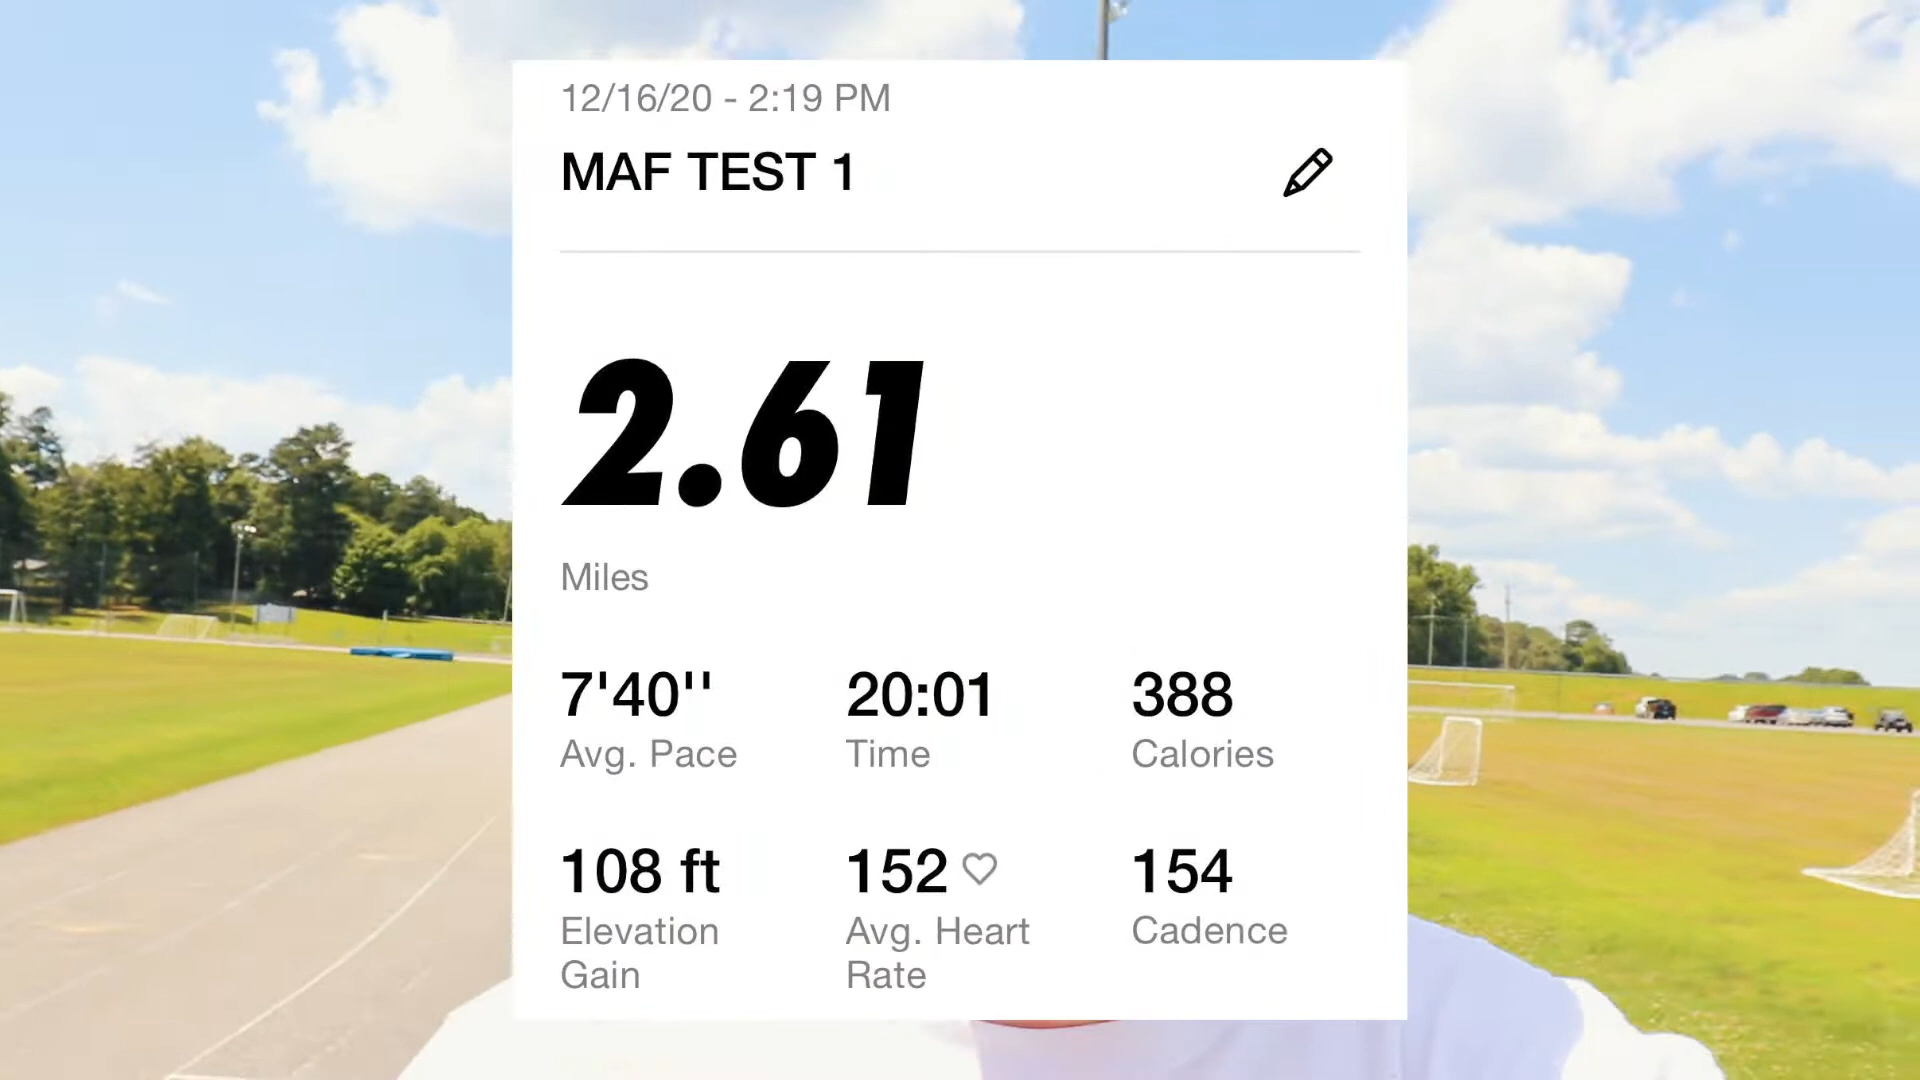 12/16/20 - 2:19 PM
MAF TEST 1
2.61
Miles
7'40'' 20:01 388
Avg. Pace Time Calories
108 ft 152 154
Elevation Gain Avg. Heart Rate Cadence